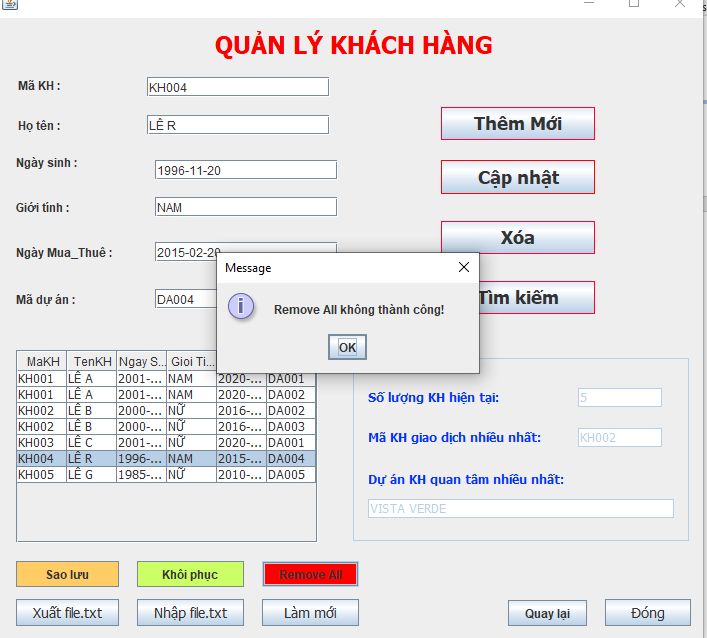 QUẢN LÝ KHÁCH HÀNG
Mã KH : KH004
Họ tên : LÊ R
Ngày sinh : 1996-11-20
Giới tính : NAM
Ngày Mua_Thuê : 2015-02-20
Mã dự án : DA004
Thêm Mới
Cập nhật
Xóa
Tìm kiếm
Message
Remove All không thành công!
OK
MaKH TenKH Ngay S... Gioi Ti...
KH001 LÊ A 2001-... NAM 2020-... DA001
KH001 LÊ A 2001-... NAM 2020-... DA002
KH002 LÊ B 2000-... NỮ 2016-... DA002
KH002 LÊ B 2000-... NỮ 2016-... DA003
KH003 LÊ C 2001-... NỮ 2020-... DA001
KH004 LÊ R 1996-... NAM 2015-... DA004
KH005 LÊ G 1985-... NỮ 2010-... DA005
Số lượng KH hiện tại: 5
Mã KH giao dịch nhiều nhất: KH002
Dự án KH quan tâm nhiều nhất:
VISTA VERDE
Sao lưu Khôi phục Remove All
Xuất file.txt Nhập file.txt Làm mới Quay lại Đóng